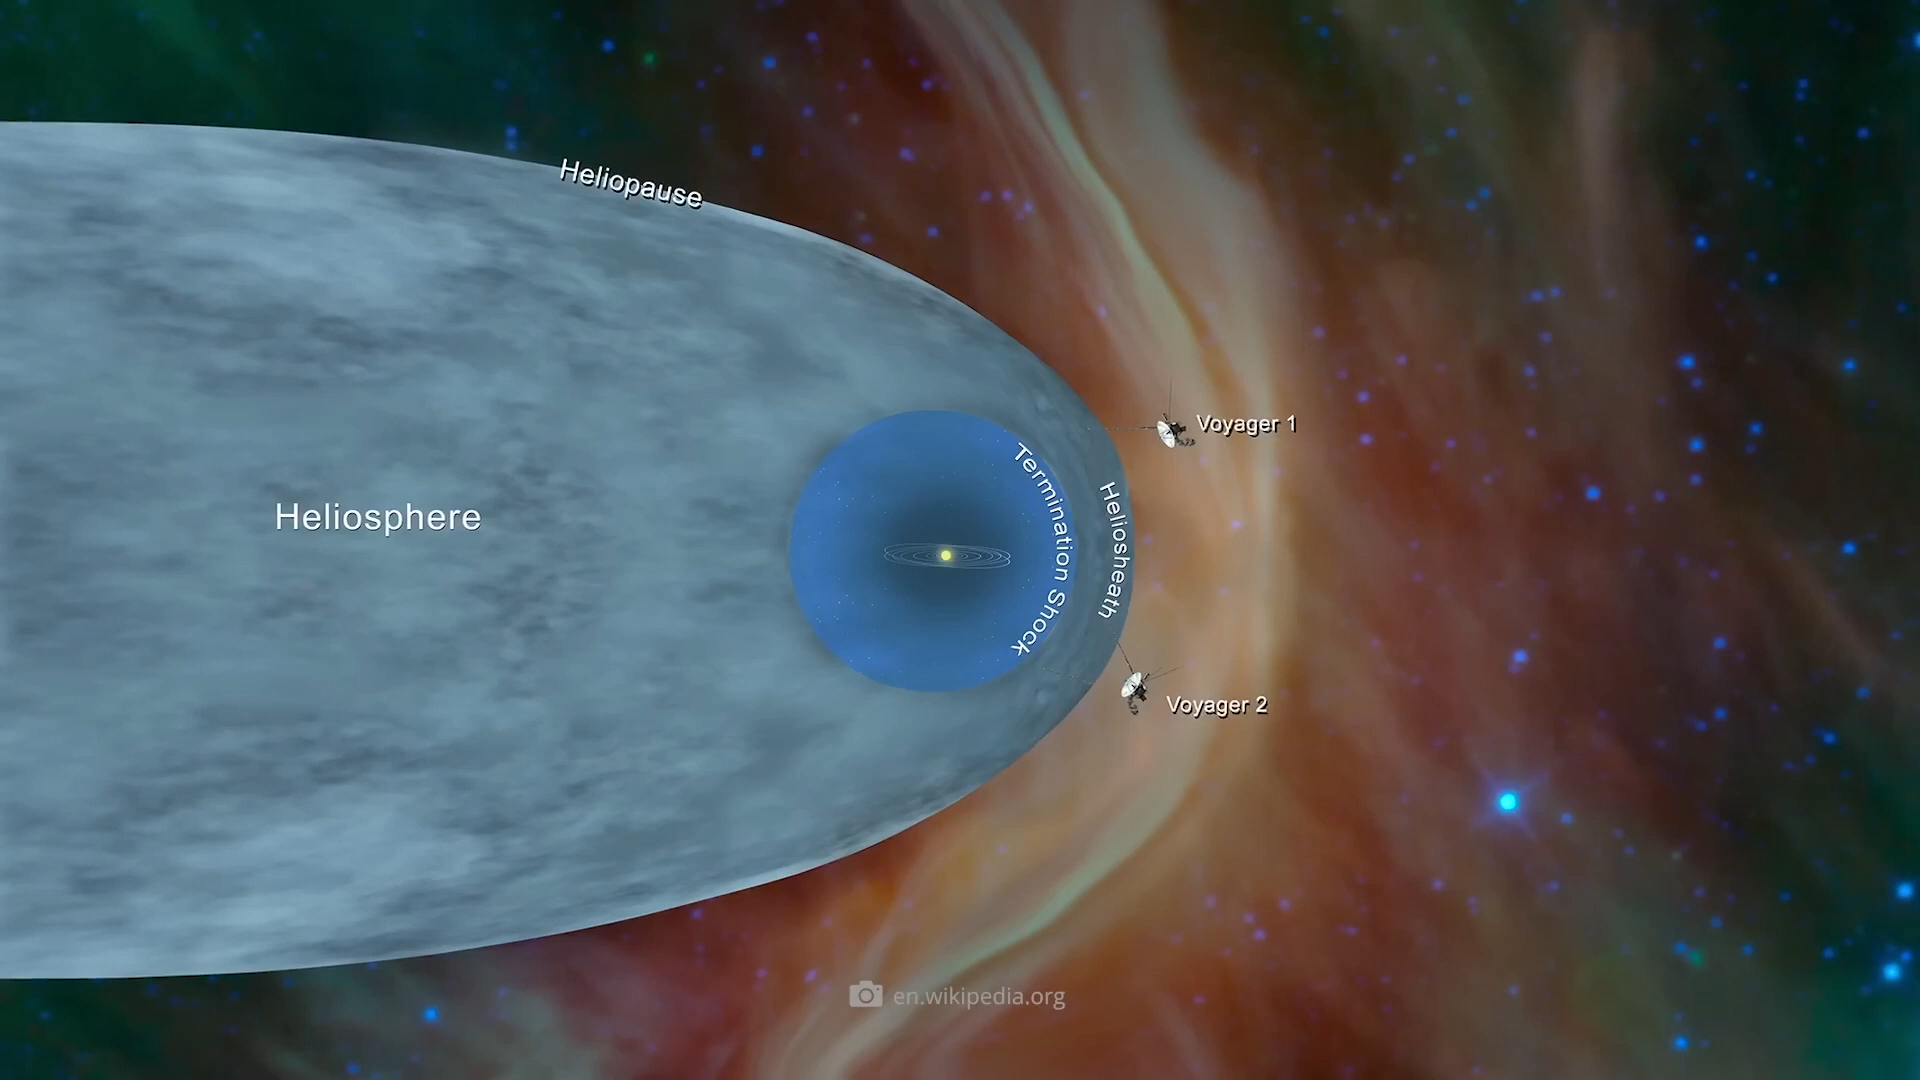 Heliopause
Voyager 1
Termination Shock
Heliosheath
Heliosphere
Voyager 2
en.wikipedia.org